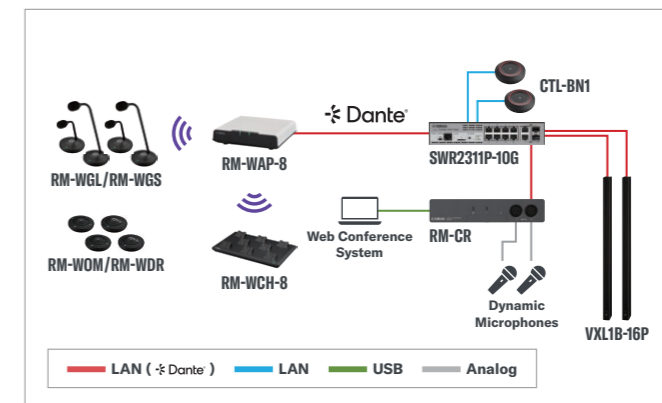 CTL-BN1
Dante
RM-WGL/RM-WGS
RM-WAP-8
SWR2311P-10G
Web Conference
System
RM-CR
RM-WOM/RM-WDR
RM-WCH-8
Dynamic
Microphones
VXL1B-16P
LAN ( Dante )
LAN
USB
Analog